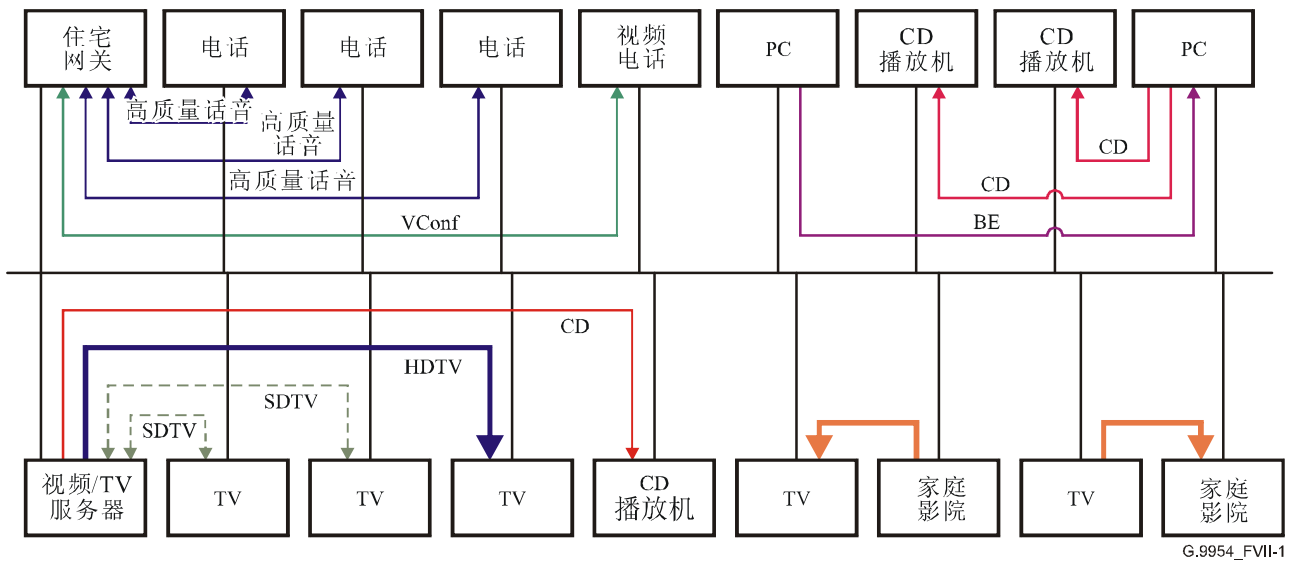 住宅
网关
电话
电话
电话
视频
电话
PC
CD
播放机
CD
播放机
PC
高质量话音
高质量
话音
高质量话音
VConf
CD
CD
BE
CD
HDTV
SDTV
SDTV
视频/TV
服务器
TV
TV
TV
CD
播放机
TV
家庭
影院
TV
家庭
影院
G.9954_FVII-1